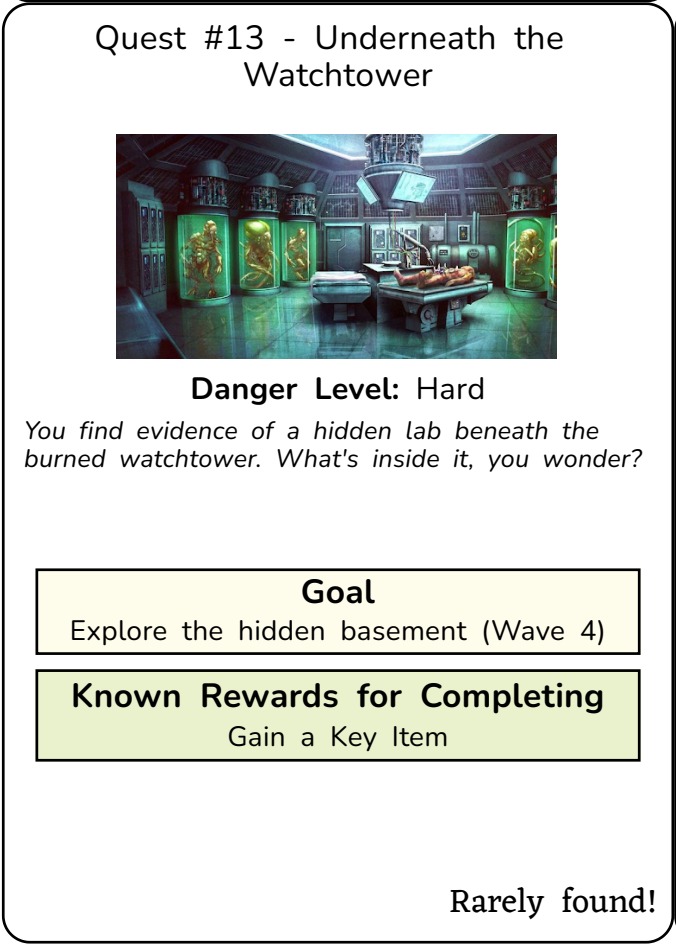 Quest #13 - Underneath the
Watchtower
Danger Level: Hard
You find evidence of a hidden lab beneath the
burned watchtower. What's inside it, you wonder?
Goal
Explore the hidden basement (Wave 4)
Known Rewards for Completing
Gain a Key Item
Rarely found!